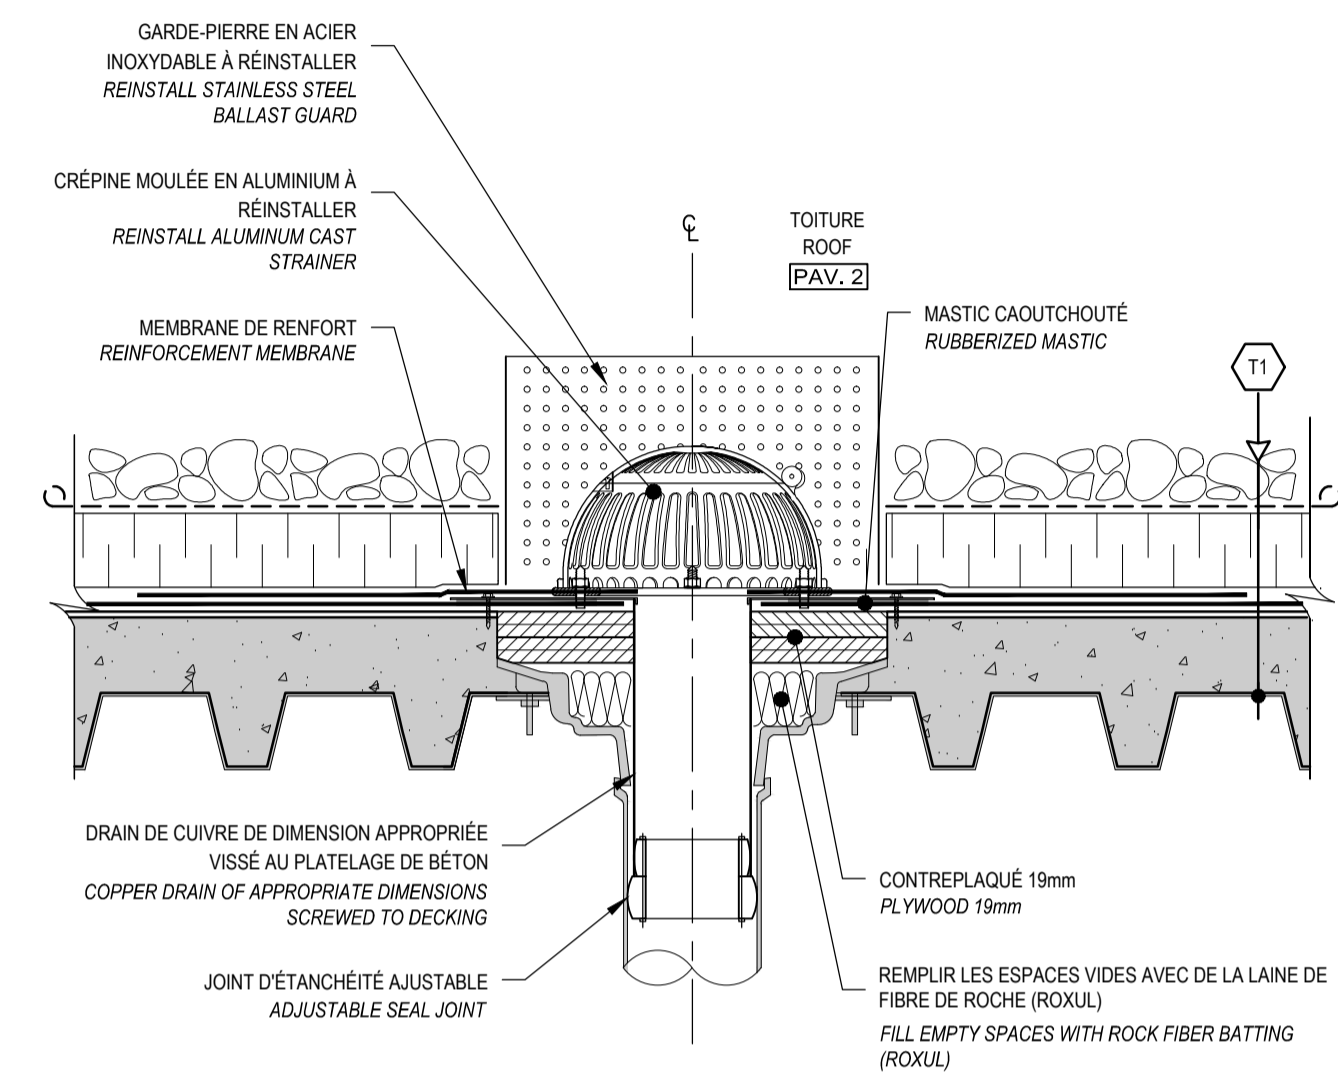 GARDE-PIERRE EN ACIER
INOXYDABLE À RÉINSTALLER
REINSTALL STAINLESS STEEL
BALLAST GUARD
CRÉPINE MOULÉE EN ALUMINIUM À
RÉINSTALLER
REINSTALL ALUMINUM CAST
STRAINER
MEMBRANE DE RENFORT
REINFORCEMENT MEMBRANE
℄
TOITURE
ROOF
PAV. 2
MASTIC CAOUTCHOUTÉ
RUBBERIZED MASTIC
T1
DRAIN DE CUIVRE DE DIMENSION APPROPRIÉE
VISSÉ AU PLATELAGE DE BÉTON
COPPER DRAIN OF APPROPRIATE DIMENSIONS
SCREWED TO DECKING
JOINT D'ÉTANCHÉITÉ AJUSTABLE
ADJUSTABLE SEAL JOINT
CONTREPLAQUÉ 19mm
PLYWOOD 19mm
REMPLIR LES ESPACES VIDES AVEC DE LA LAINE DE
FIBRE DE ROCHE (ROXUL)
FILL EMPTY SPACES WITH ROCK FIBER BATTING
(ROXUL)